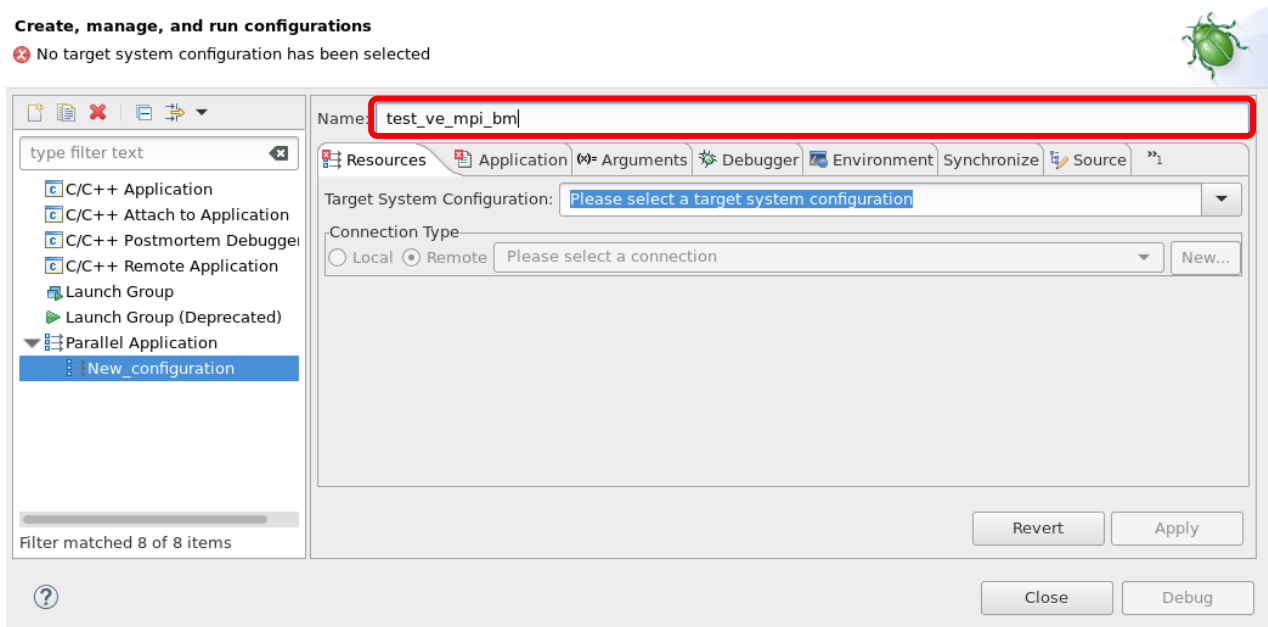 Create, manage, and run configurations
No target system configuration has been selected
type filter text
C/C++ Application
C/C++ Attach to Application
C/C++ Postmortem Debugger
C/C++ Remote Application
Launch Group
Launch Group (Deprecated)
Parallel Application
New_configuration
Filter matched 8 of 8 items
Name: test_ve_mpi_bm
Resources Application (x)= Arguments Debugger Environment Synchronize Source »1
Target System Configuration: Please select a target system configuration
Connection Type
Local Remote Please select a connection New...
Revert Apply
? Close Debug